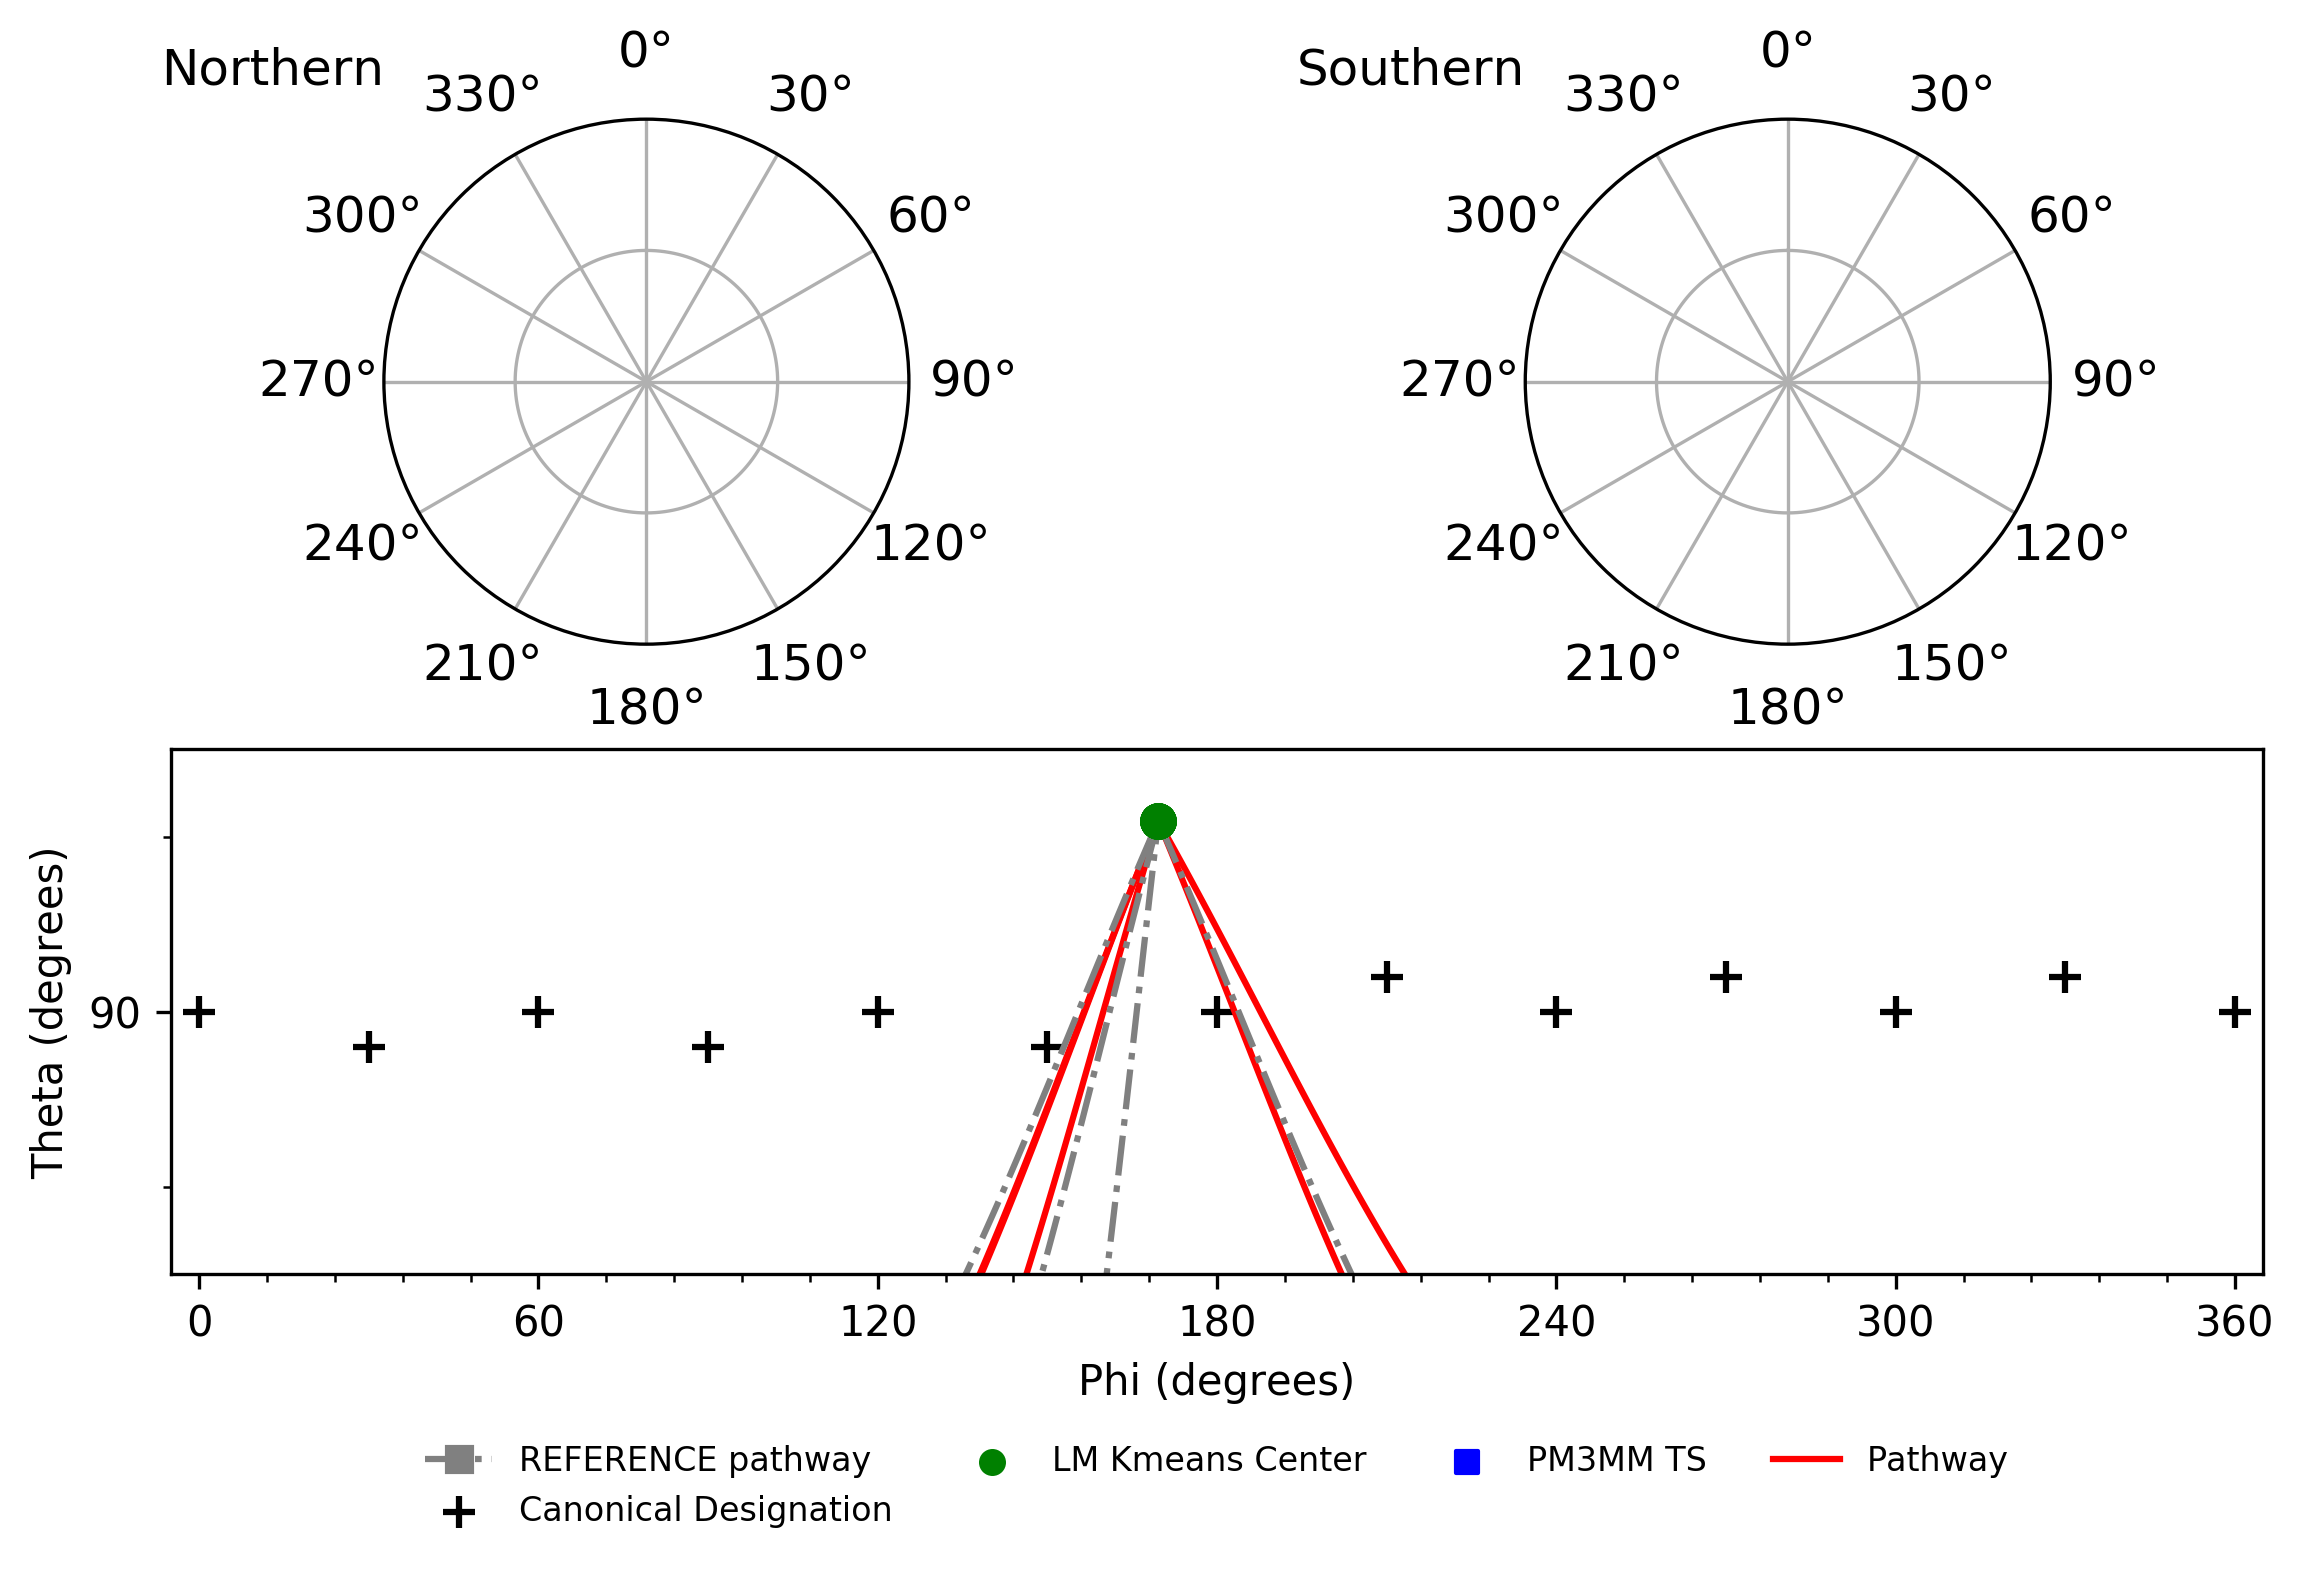 Northern
0°
330°
30°
300°
60°
270°
90°
240°
120°
210°
150°
180°
Southern
0°
330°
30°
300°
60°
270°
90°
240°
120°
210°
150°
180°
Theta (degrees)
90
0 60 120 180 240 300 360
Phi (degrees)
REFERENCE pathway
Canonical Designation
LM Kmeans Center
PM3MM TS
Pathway